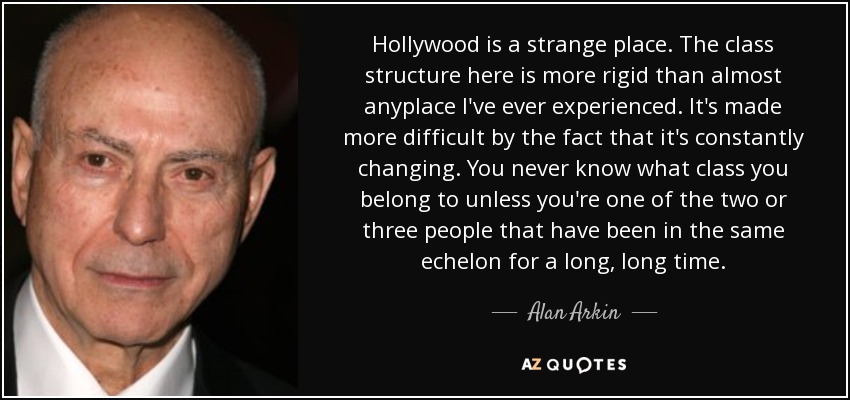 Hollywood is a strange place. The class
structure here is more rigid than almost
anyplace I've ever experienced. It's made
more difficult by the fact that it's constantly
changing. You never know what class you
belong to unless you're one of the two or
three people that have been in the same
echelon for a long, long time.
Alan Arkin
AZ QUOTES